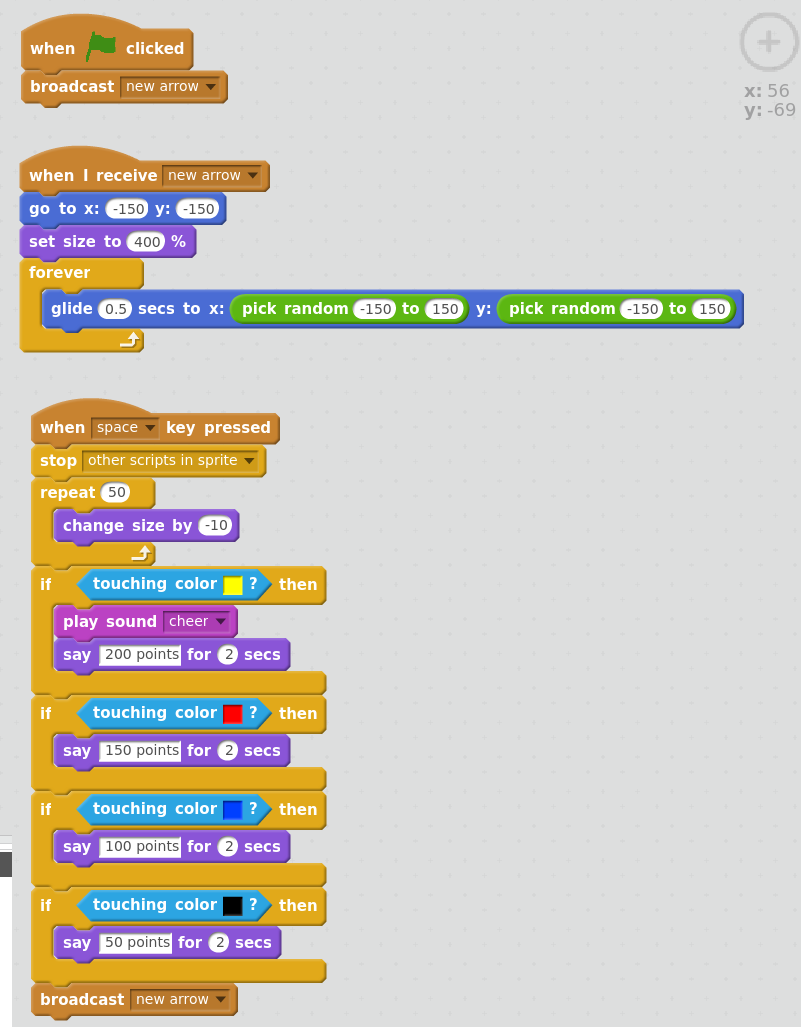 when clicked
broadcast new arrow
x: 56
y: -69
when I receive new arrow
go to x: -150 y: -150
set size to 400 %
forever
glide 0.5 secs to x: pick random -150 to 150 y: pick random -150 to 150
when space key pressed
stop other scripts in sprite
repeat 50
change size by -10
if touching color ? then
play sound cheer
say 200 points for 2 secs
if touching color ? then
say 150 points for 2 secs
if touching color ? then
say 100 points for 2 secs
if touching color ? then
say 50 points for 2 secs
broadcast new arrow